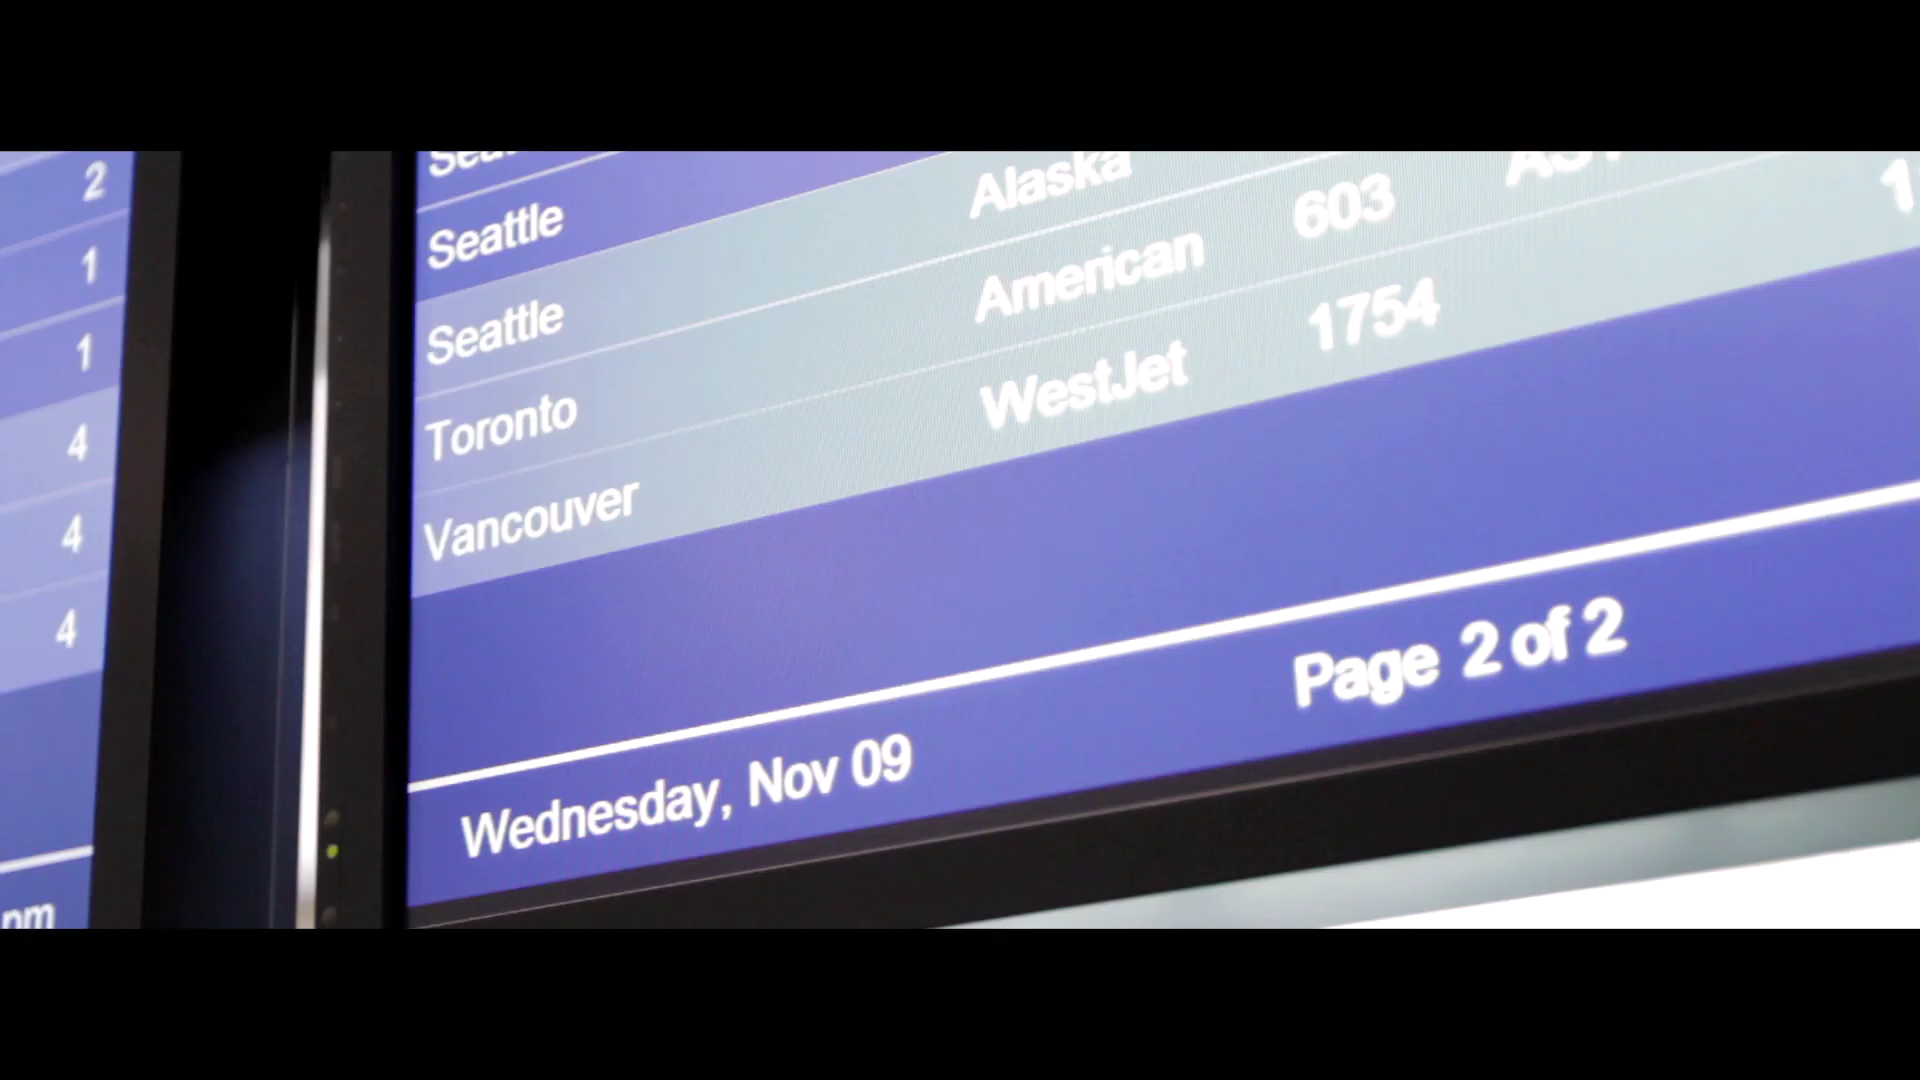 2
1
1
4
4
4
pm
Seattle
Seattle Alaska
Toronto American 603
Vancouver WestJet 1754
Page 2 of 2
Wednesday, Nov 09